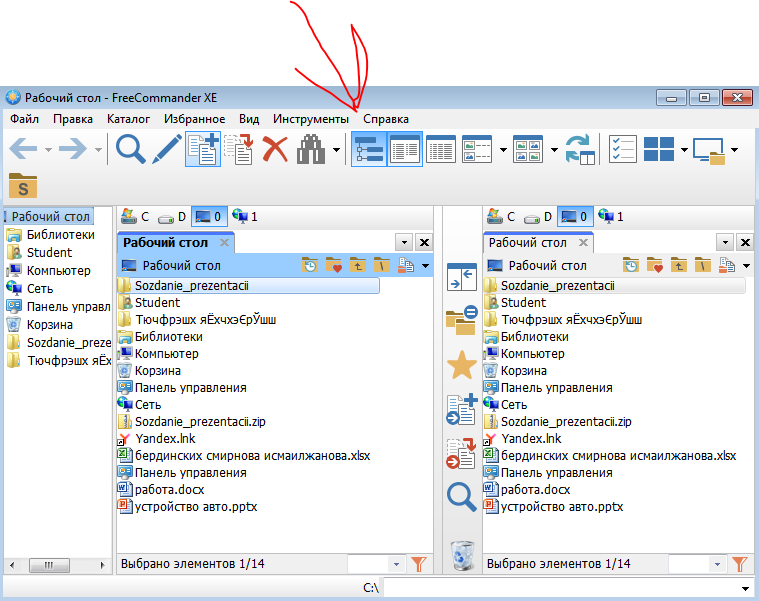 Рабочий стол - FreeCommander XE
Файл Правка Каталог Избранное Вид Инструменты Справка
S
Рабочий стол
Библиотеки
Student
Компьютер
Сеть
Панель управл
Корзина
Sozdanie_preze
Тючфрэшх яЁх
C D 0 1
Рабочий стол
Рабочий стол
Sozdanie_prezentacii
Student
Тючфрэшх яЁхчхэЄрЎшш
Библиотеки
Компьютер
Корзина
Панель управления
Сеть
Sozdanie_prezentacii.zip
Yandex.lnk
бердинских смирнова исмаилжанова.xlsx
Панель управления
работа.docx
устройство авто.pptx
Выбрано элементов 1/14
C D 0 1
Рабочий стол
Рабочий стол
Sozdanie_prezentacii
Student
Тючфрэшх яЁхчхэЄрЎшш
Библиотеки
Компьютер
Корзина
Панель управления
Сеть
Sozdanie_prezentacii.zip
Yandex.lnk
бердинских смирнова исмаилжанова.xlsx
Панель управления
работа.docx
устройство авто.pptx
Выбрано элементов 1/14
C:\